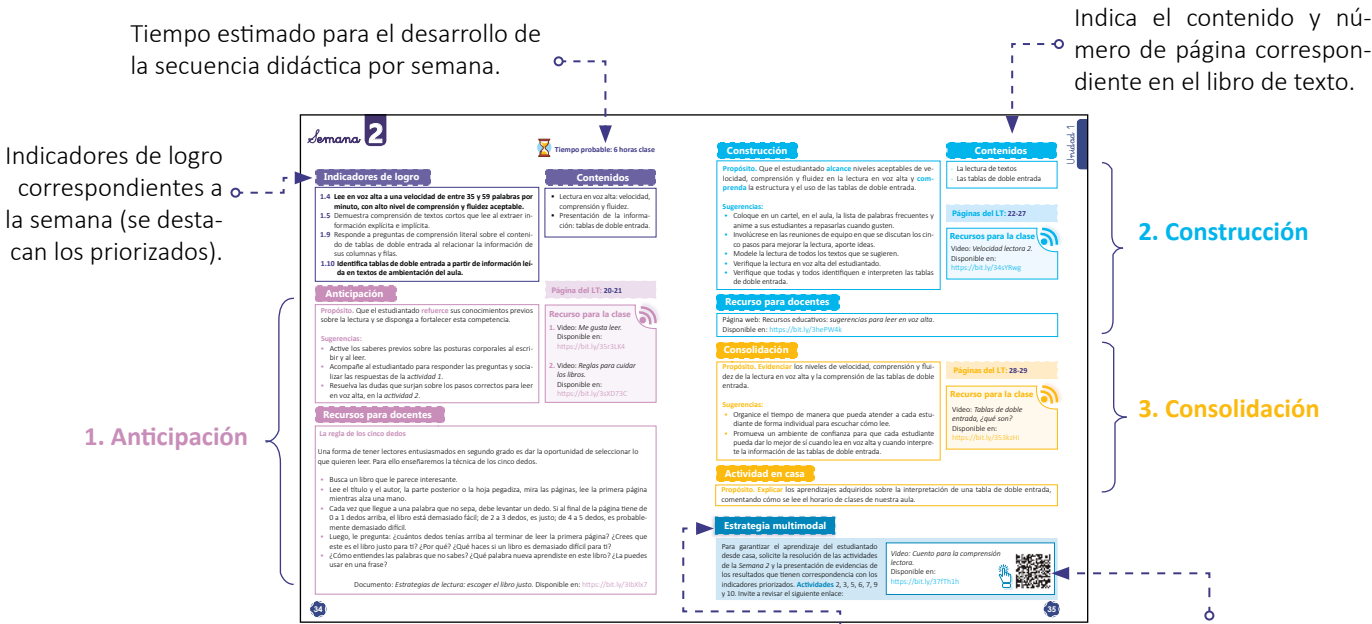 Tiempo estimado para el desarrollo de
la secuencia didáctica por semana.
Indica el contenido y nú-
mero de página correspon-
diente en el libro de texto.
Indicadores de logro
correspondientes a
la semana (se desta-
can los priorizados).
1. Anticipación
2. Construcción
3. Consolidación
Semana 2
Tiempo probable: 6 horas clase
Indicadores de logro
1.4 Lee en voz alta a una velocidad de entre 35 y 59 palabras por
minuto, con alto nivel de comprensión y fluidez aceptable.
1.5 Demuestra comprensión de textos cortos que lee al extraer in-
formación explícita e implícita.
1.9 Responde a preguntas de comprensión literal sobre el conteni-
do de tablas de doble entrada al relacionar la información de
sus columnas y filas.
1.10 Identifica tablas de doble entrada a partir de información leí-
da en textos de ambientación del aula.
Contenidos
• Lectura en voz alta: velocidad,
comprensión y fluidez.
• Presentación de la informa-
ción: tablas de doble entrada.
Anticipación
Propósito. Que el estudiantado refuerce sus conocimientos previos
sobre la lectura y se disponga a fortalecer esta competencia.
Sugerencias:
• Active los saberes previos sobre las posturas corporales al escri-
bir y al leer.
• Acompañe al estudiantado para responder las preguntas y socia-
lizar las respuestas de la actividad 1.
• Resuelva las dudas que surjan sobre los pasos correctos para leer
en voz alta, en la actividad 2.
Página del LT: 20-21
Recurso para la clase
1. Video: Me gusta leer.
Disponible en:
https://bit.ly/35r3LK4
2. Video: Reglas para cuidar
los libros.
Disponible en:
https://bit.ly/3sXD73C
Recursos para docentes
La regla de los cinco dedos
Una forma de tener lectores entusiasmados en segundo grado es dar la oportunidad de seleccionar lo
que quieren leer. Para ello enseñaremos la técnica de los cinco dedos.
• Busca un libro que le parece interesante.
• Lee el título y el autor, la parte posterior o la hoja pegadiza, mira las páginas, lee la primera página
mientras alza una mano.
• Cada vez que llegue a una palabra que no sepa, debe levantar un dedo. Si al final de la página tiene de
0 a 1 dedos arriba, el libro está demasiado fácil; de 2 a 3 dedos, es justo; de 4 a 5 dedos, es probable-
mente demasiado difícil.
• Luego, le pregunta: ¿cuántos dedos tenías arriba al terminar de leer la primera página? ¿Crees que
este es el libro justo para ti? ¿Por qué? ¿Qué haces si un libro es demasiado difícil para ti?
• ¿Cómo entiendes las palabras que no sabes? ¿Qué palabra nueva aprendiste en este libro? ¿La puedes
usar en una frase?
Documento: Estrategias de lectura: escoger el libro justo. Disponible en:
34
Unidad 1
Construcción
Propósito. Que el estudiantado alcance niveles aceptables de ve-
locidad, comprensión y fluidez en la lectura en voz alta y com-
prenda la estructura y el uso de las tablas de doble entrada.
Sugerencias:
• Coloque en un cartel, en el aula, la lista de palabras frecuentes y
anime a sus estudiantes a repasarlas cuando gusten.
• Involúcrese en las reuniones de equipo en que se discutan los cin-
co pasos para mejorar la lectura, aporte ideas.
• Modele la lectura de todos los textos que se sugieren.
• Verifique la lectura en voz alta del estudiantado.
• Verifique que todas y todos identifiquen e interpreten las tablas
de doble entrada.
Contenidos
La lectura de textos
Las tablas de doble entrada
Páginas del LT: 22-27
Recursos para la clase
Video: Velocidad lectora 2.
Disponible en:
https://bit.ly/34sYRwg
Recurso para docentes
Página web: Recursos educativos: sugerencias para leer en voz alta.
Disponible en: https://bit.ly/3hePW4k
Consolidación
Propósito. Evidenciar los niveles de velocidad, comprensión y flui-
dez de la lectura en voz alta y la comprensión de las tablas de doble
entrada.
Sugerencias:
• Organice el tiempo de manera que pueda atender a cada estu-
diante de forma individual para escuchar cómo lee.
• Promueva un ambiente de confianza para que cada estudiante
pueda dar lo mejor de sí cuando lea en voz alta y cuando interpre-
te la información de las tablas de doble entrada.
Páginas del LT: 28-29
Recurso para la clase
Video: Tablas de doble
entrada, ¿qué son?
Disponible en:
Actividad en casa
Propósito. Explicar los aprendizajes adquiridos sobre la interpretación de una tabla de doble entrada,
comentando cómo se lee el horario de clases de nuestra aula.
Estrategia multimodal
Para garantizar el aprendizaje del estudiantado
desde casa, solicite la resolución de las actividades
de la Semana 2 y la presentación de evidencias de
los resultados que tienen correspondencia con los
indicadores priorizados. Actividades 2, 3, 5, 6, 7, 9
y 10. Invite a revisar el siguiente enlace:
Video: Cuento para la comprensión
lectora.
Disponible en:
https://bit.ly/37fTh1h
35